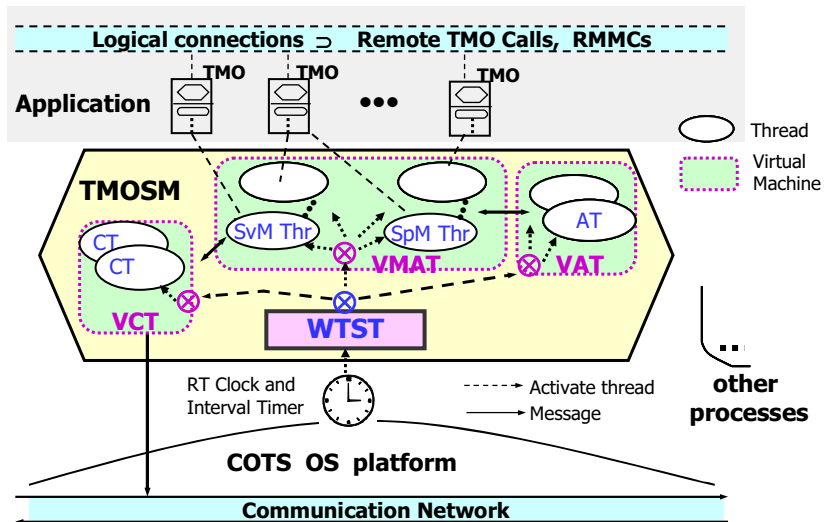 Logical connections ⊃ Remote TMO Calls, RMMCs
TMO
TMO
TMO
Application
•••
Thread
Virtual
Machine
TMOSM
SvM Thr
SpM Thr
AT
CT
CT
VMAT
VAT
VCT
WTST
RT Clock and
Interval Timer
Activate thread
Message
other
processes
COTS OS platform
Communication Network